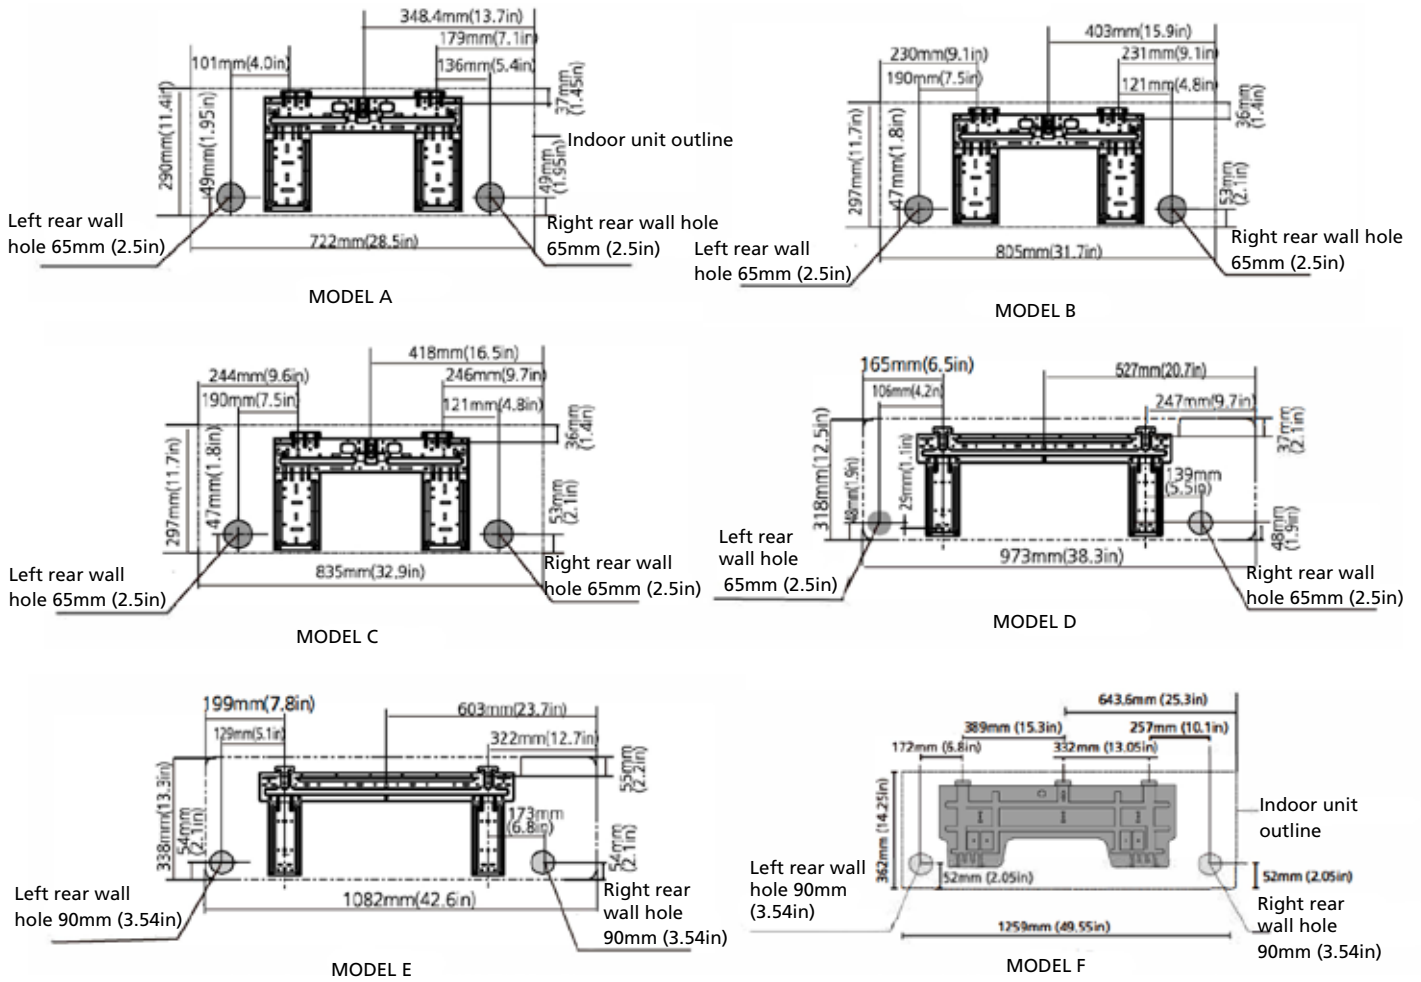 348.4mm(13.7in)
179mm(7.1in)
101mm(4.0in)
136mm(5.4in)
37mm
(1.45in)
290mm(11.4in)
49mm(1.95in)
Indoor unit outline
49mm
(1.95in)
Left rear wall
hole 65mm (2.5in)
Right rear wall hole
65mm (2.5in)
722mm(28.5in)
MODEL A
403mm(15.9in)
230mm(9.1in)
231mm(9.1in)
190mm(7.5in)
121mm(4.8in)
36mm
(1.4in)
297mm(11.7in)
47mm(1.8in)
53mm
(2.1in)
Left rear wall
hole 65mm (2.5in)
Right rear wall hole
65mm (2.5in)
805mm(31.7in)
MODEL B
418mm(16.5in)
244mm(9.6in)
246mm(9.7in)
190mm(7.5in)
121mm(4.8in)
36mm
(1.4in)
297mm(11.7in)
47mm(1.8in)
53mm
(2.1in)
Left rear wall
hole 65mm (2.5in)
Right rear wall
hole 65mm (2.5in)
835mm(32,9in)
MODEL C
165mm(6.5in)
527mm(20.7in)
106mm(4.2in)
247mm(9.7in)
37mm
(2.1in)
318mm(12.5in)
48mm(1.9in)
29mm(1.1in)
139mm
(5.5in)
48mm
(1.9in)
Left rear
wall hole
65mm (2.5in)
973mm(38.3in)
Right rear wall
hole 65mm (2.5in)
MODEL D
199mm(7.8in)
603mm(23.7in)
129mm(5.1in)
322mm(12.7in)
55mm
(2.2in)
338mm(13.3in)
54mm
(2.1in)
173mm
(6.8in)
54mm
(2.1in)
Left rear wall
hole 90mm (3.54in)
1082mm(42.6in)
Right rear
wall hole
90mm (3.54in)
MODEL E
643.6mm (25.3in)
389mm (15.3in)
257mm (10.1in)
172mm (6.8in)
332mm (13.05in)
362mm (14.25in)
Indoor unit
outline
Left rear wall
hole 90mm
(3.54in)
52mm (2.05in)
52mm (2.05in)
Right rear
wall hole
90mm (3.54in)
1259mm (49.55in)
MODEL F